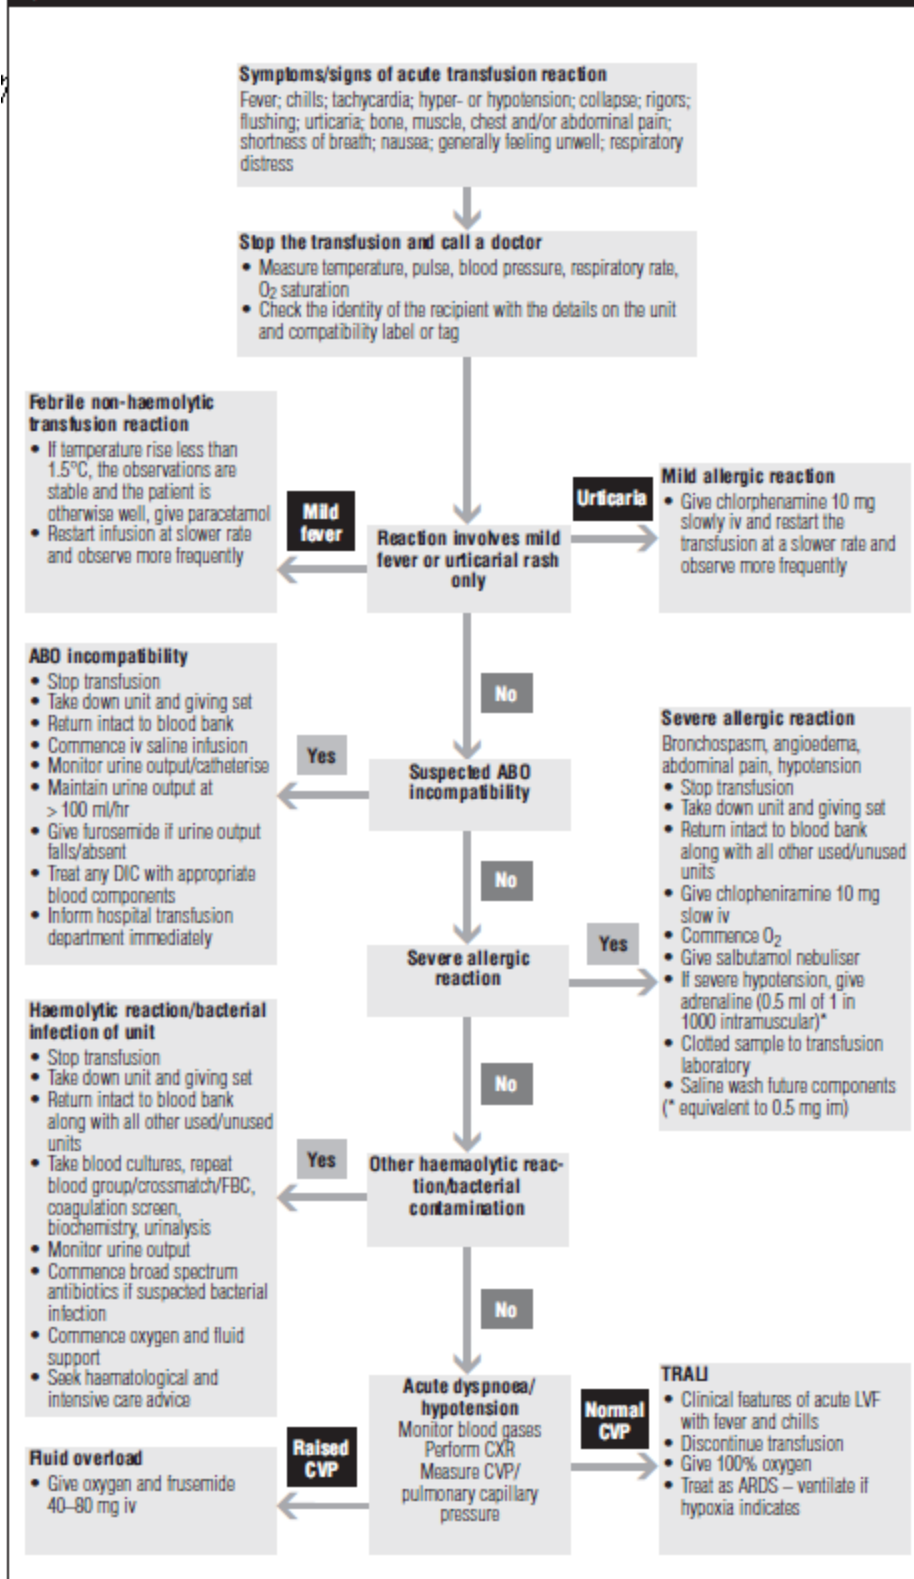 Symptoms/signs of acute transfusion reaction
Fever; chills; tachycardia; hyper- or hypotension; collapse; rigors;
flushing; urticaria; bone, muscle, chest and/or abdominal pain;
shortness of breath; nausea; generally feeling unwell; respiratory
distress
Stop the transfusion and call a doctor
• Measure temperature, pulse, blood pressure, respiratory rate,
O2 saturation
• Check the identity of the recipient with the details on the unit
and compatibility label or tag
Febrile non-haemolytic
transfusion reaction
• If temperature rise less than
1.5°C, the observations are
stable and the patient is
otherwise well, give paracetamol
• Restart infusion at slower rate
and observe more frequently
Mild
fever
Reaction involves mild
fever or urticarial rash
only
Urticaria
Mild allergic reaction
• Give chlorphenamine 10 mg
slowly iv and restart the
transfusion at a slower rate and
observe more frequently
No
ABO incompatibility
• Stop transfusion
• Take down unit and giving set
• Return intact to blood bank
• Commence iv saline infusion
• Monitor urine output/catheterise
• Maintain urine output at
> 100 ml/hr
• Give furosemide if urine output
falls/absent
• Treat any DIC with appropriate
blood components
• Inform hospital transfusion
department immediately
Yes
Suspected ABO
incompatibility
No
Severe allergic
reaction
Yes
Severe allergic reaction
Bronchospasm, angioedema,
abdominal pain, hypotension
• Stop transfusion
• Take down unit and giving set
• Return intact to blood bank
along with all other used/unused
units
• Give chlopheniramine 10 mg
slow iv
• Commence O2
• Give salbutamol nebuliser
• If severe hypotension, give
adrenaline (0.5 ml of 1 in
1000 intramuscular)*
• Clotted sample to transfusion
laboratory
• Saline wash future components
(* equivalent to 0.5 mg im)
No
Haemolytic reaction/bacterial
infection of unit
• Stop transfusion
• Take down unit and giving set
• Return intact to blood bank
along with all other used/unused
units
• Take blood cultures, repeat
blood group/crossmatch/FBC,
coagulation screen,
biochemistry, urinalysis
• Monitor urine output
• Commence broad spectrum
antibiotics if suspected bacterial
infection
• Commence oxygen and fluid
support
• Seek haematological and
intensive care advice
Yes
Other haemaolytic reac-
tion/bacterial
contamination
No
Acute dyspnoea/
hypotension
Monitor blood gases
Perform CXR
Measure CVP/
pulmonary capillary
pressure
Raised
CVP
Fluid overload
• Give oxygen and frusemide
40–80 mg iv
Normal
CVP
TRALI
• Clinical features of acute LVF
with fever and chills
• Discontinue transfusion
• Give 100% oxygen
• Treat as ARDS – ventilate if
hypoxia indicates